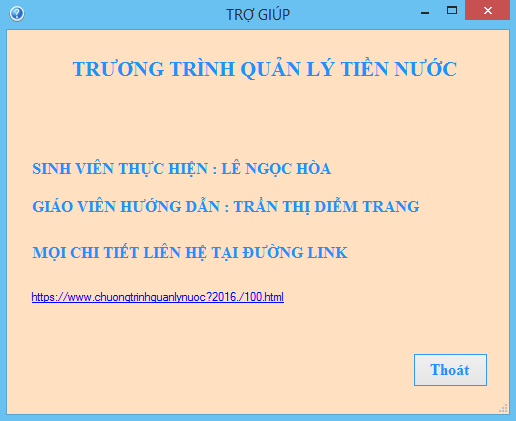 TRỢ GIÚP
TRƯƠNG TRÌNH QUẢN LÝ TIỀN NƯỚC
SINH VIÊN THỰC HIỆN : LÊ NGỌC HÒA
GIÁO VIÊN HƯỚNG DẪN : TRẦN THỊ DIỄM TRANG
MỌI CHI TIẾT LIÊN HỆ TẠI ĐƯỜNG LINK
https://www.chuongtrinhquanlynuoc?2016./100.html
Thoát